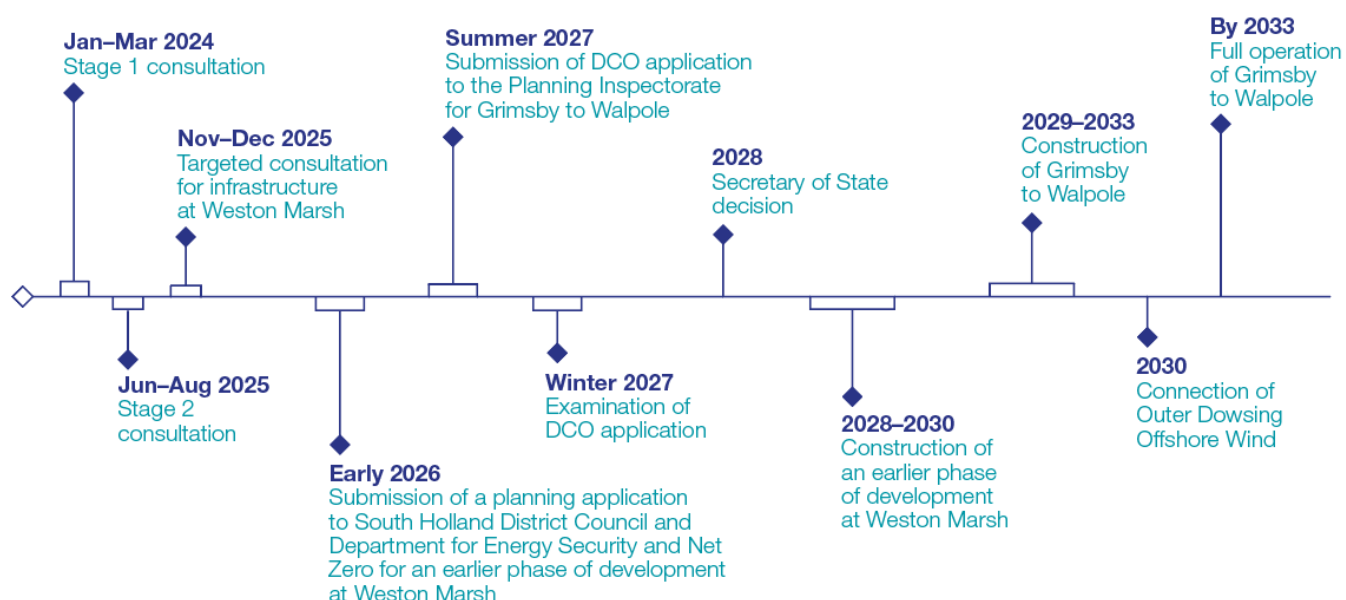 Jan–Mar 2024
Stage 1 consultation
Nov–Dec 2025
Targeted consultation
for infrastructure
at Weston Marsh
Summer 2027
Submission of DCO application
to the Planning Inspectorate
for Grimsby to Walpole
2028
Secretary of State
decision
2029–2033
Construction
of Grimsby
to Walpole
By 2033
Full operation
of Grimsby
to Walpole
Jun–Aug 2025
Stage 2
consultation
Early 2026
Submission of a planning application
to South Holland District Council and
Department for Energy Security and Net
Zero for an earlier phase of development
at Weston Marsh
Winter 2027
Examination of
DCO application
2028–2030
Construction of
an earlier phase
of development
at Weston Marsh
2030
Connection of
Outer Dowsing
Offshore Wind